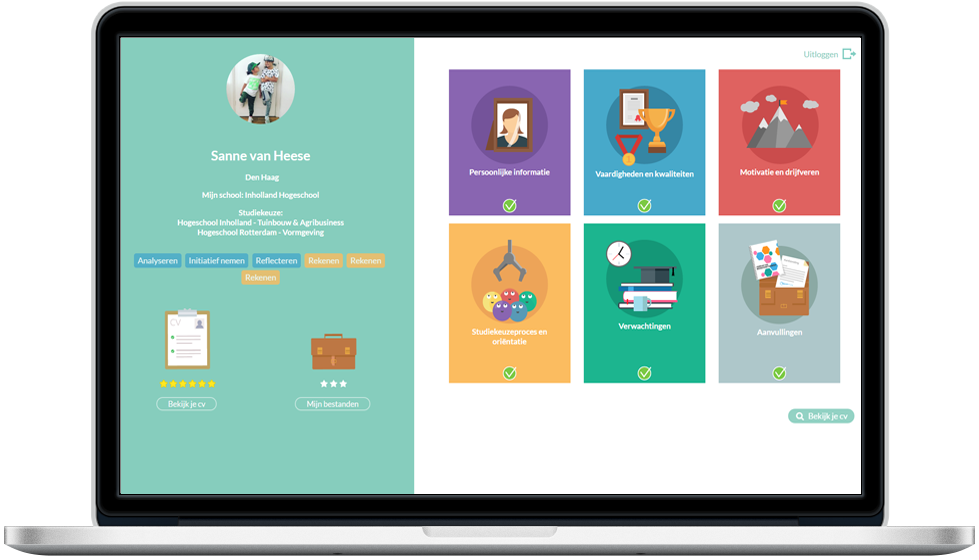 Uitloggen
Sanne van Heese
Den Haag
Mijn school: Inholland Hogeschool
Studiekeuze:
Hogeschool Inholland - Tuinbouw & Agribusiness
Hogeschool Rotterdam - Vormgeving
Analyseren
Initiatief nemen
Reflecteren
Rekenen
Rekenen
Rekenen
CV
Bekijk je cv
Mijn bestanden
Persoonlijke informatie
Vaardigheden en kwaliteiten
Motivatie en drijfveren
Studiekeuzeproces en
oriëntatie
Verwachtingen
Aanvullingen
Bekijk je cv